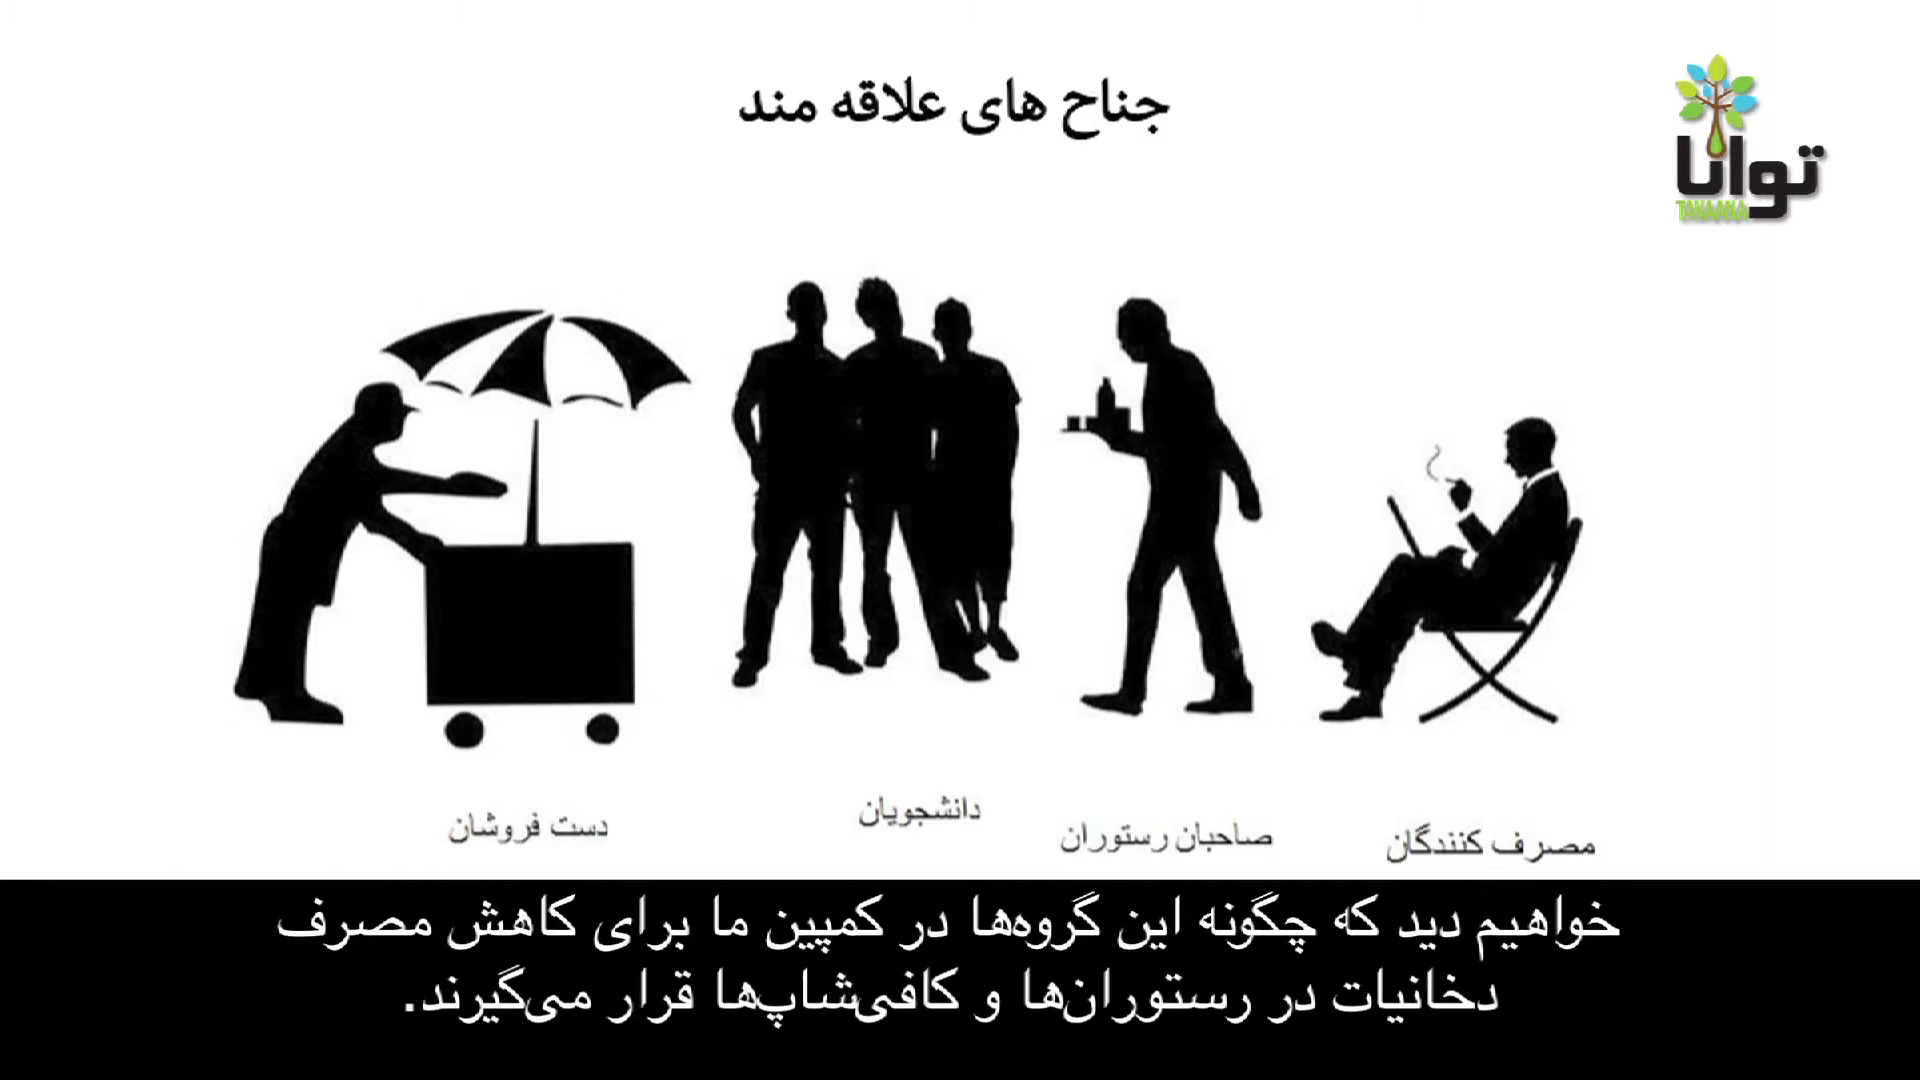 جناح های علاقه مند
توانا
TAVAANA
دست فروشان
دانشجویان
صاحبان رستوران
مصرف کنندگان
خواهیم دید که چگونه این گروه‌ها در کمپین ما برای کاهش مصرف
دخانیات در رستوران‌ها و کافی‌شاپ‌ها قرار می‌گیرند.